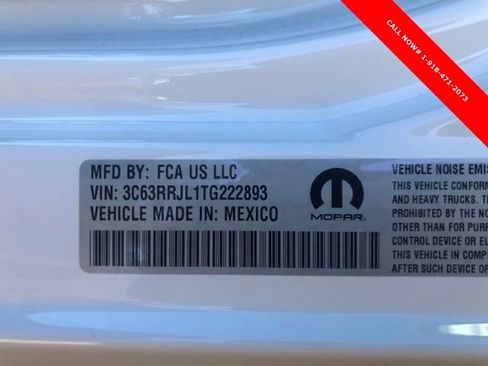 CALL NOW# 1-918-471-2073
MFD BY: FCA US LLC
VIN: 3C63RRJL1TG222893
VEHICLE MADE IN: MEXICO
MOPAR
VEHICLE NOISE EMIS
THIS VEHICLE CONFORM
AND HEAVY TRUCKS. T
PROHIBITED BY THE NO
OTHER THAN FOR PURP
CONTROL DEVICE OR EL
THIS VEHICLE IN COMP
AFTER SUCH DEVICE OR